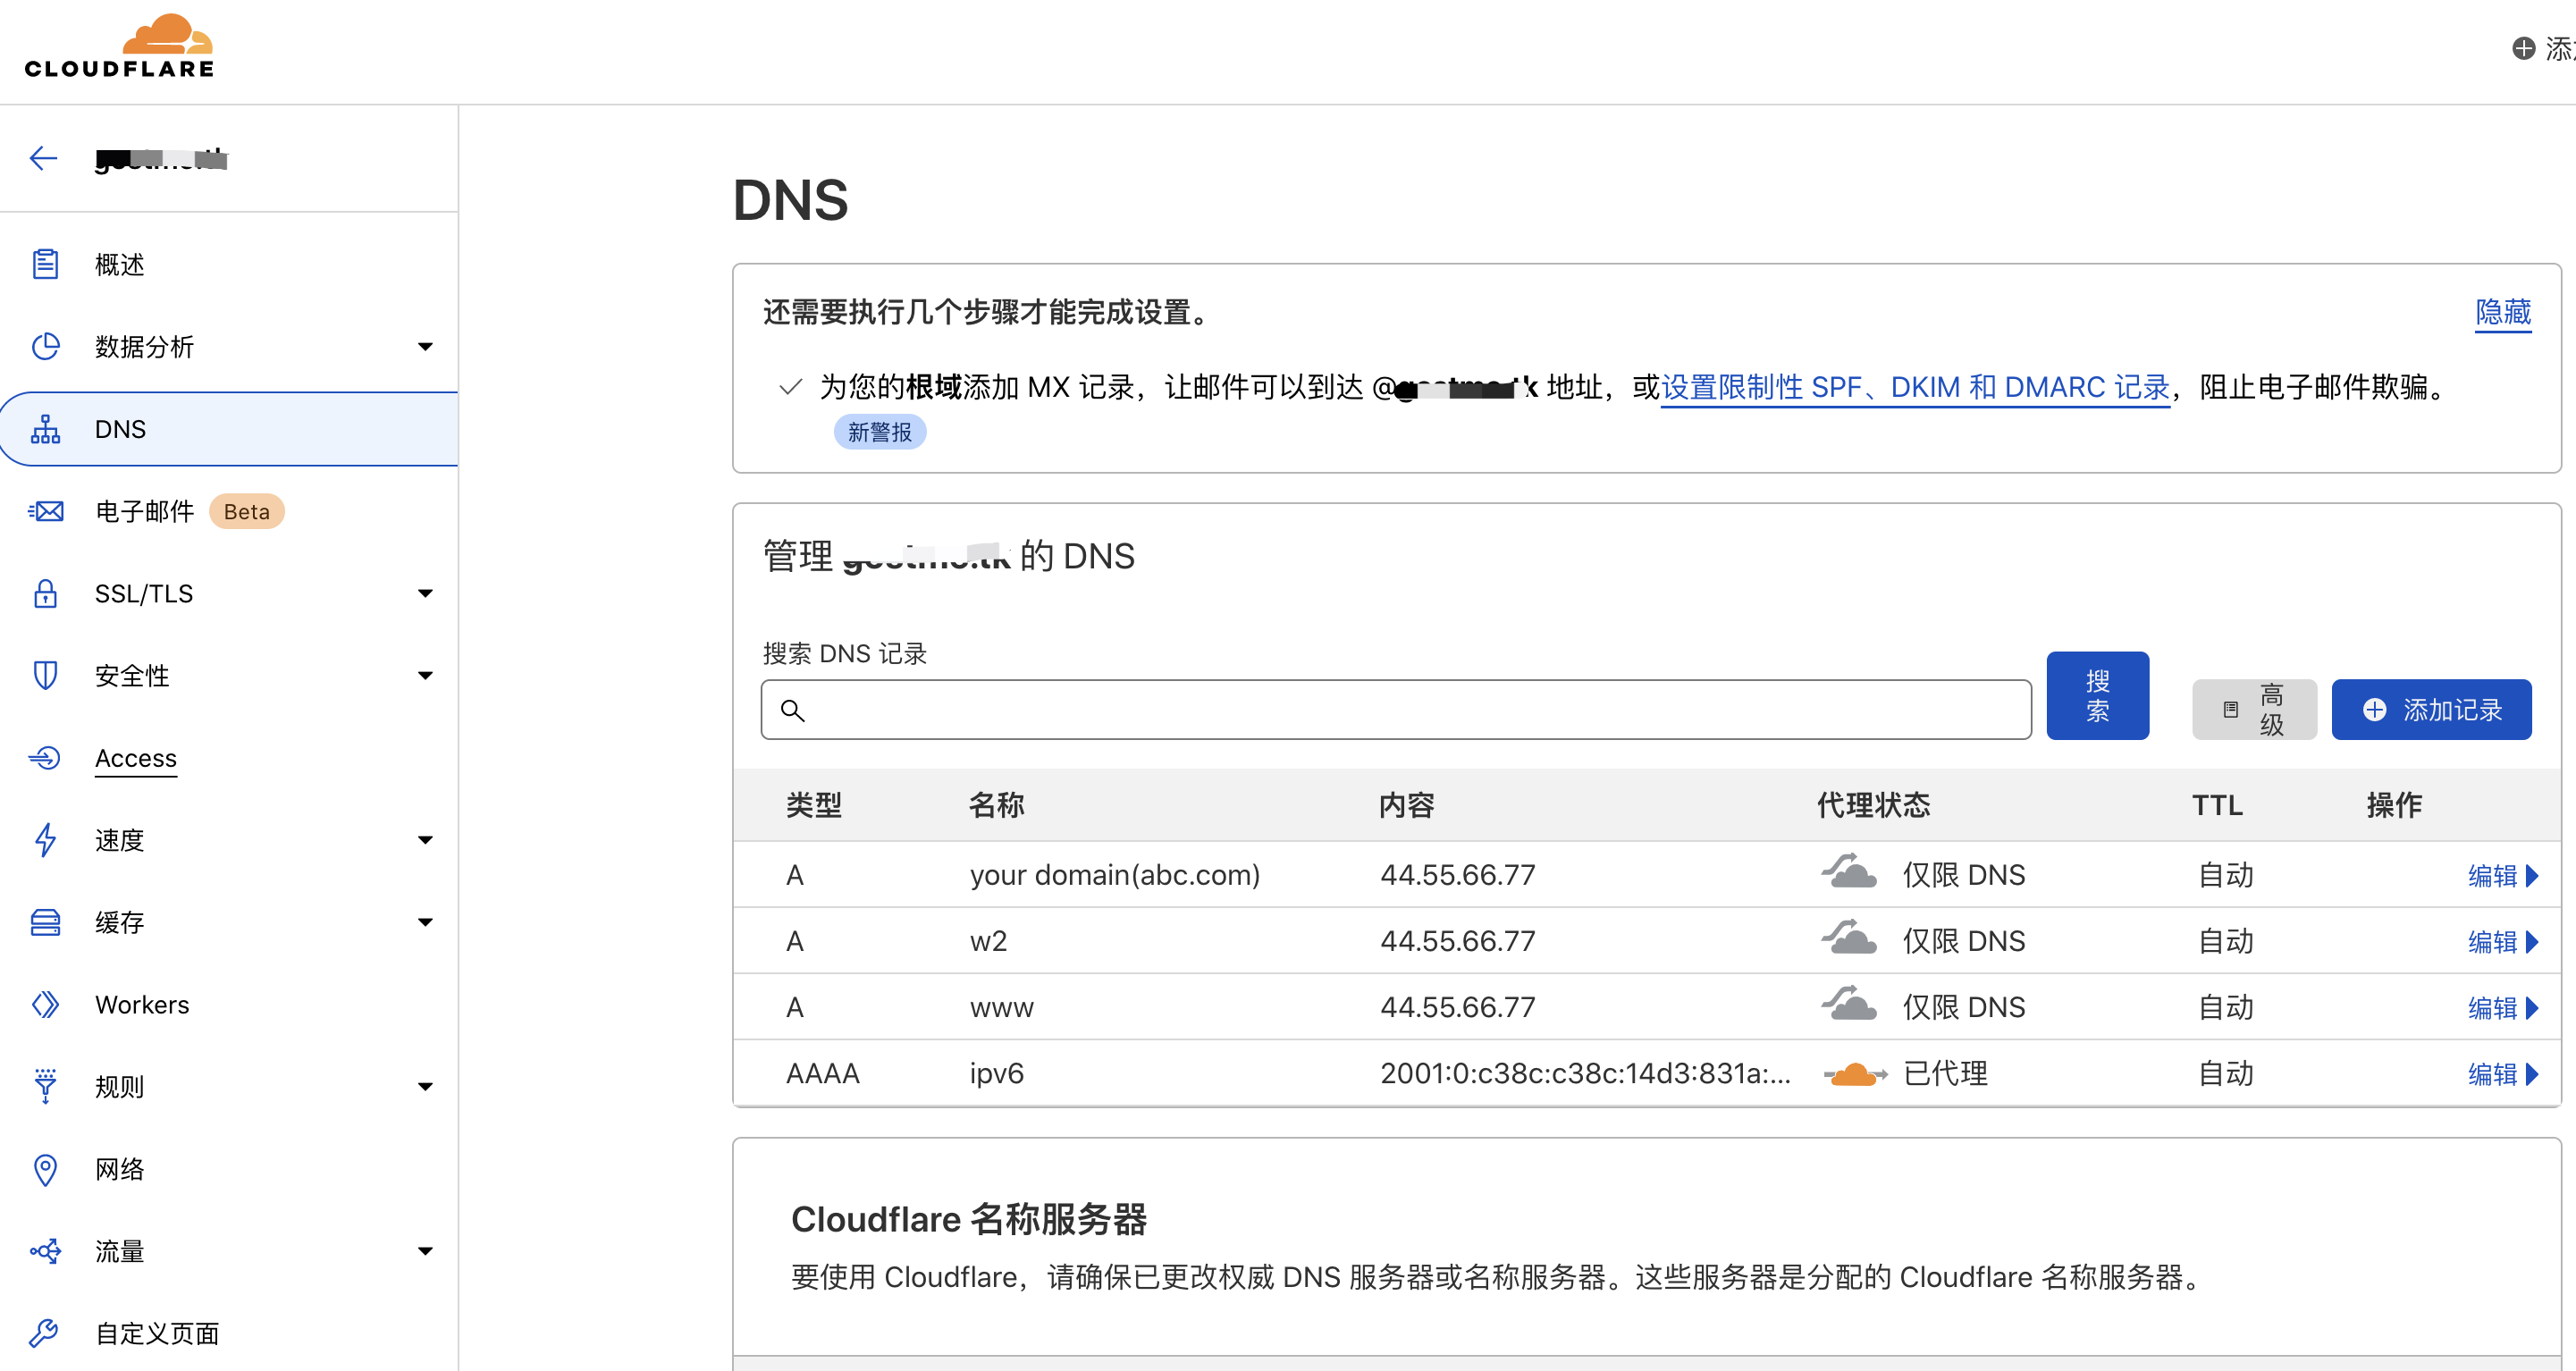 CLOUDFLARE
添
概述
数据分析
DNS
电子邮件 Beta
SSL/TLS
安全性
Access
速度
缓存
Workers
规则
网络
流量
自定义页面
DNS
还需要执行几个步骤才能完成设置。
隐藏
为您的根域添加 MX 记录，让邮件可以到达 @ 地址，或设置限制性 SPF、DKIM 和 DMARC 记录，阻止电子邮件欺骗。
新警报
管理 的 DNS
搜索 DNS 记录
搜索
高级
添加记录
类型 名称 内容 代理状态 TTL 操作
A your domain(abc.com) 44.55.66.77 仅限 DNS 自动 编辑
A w2 44.55.66.77 仅限 DNS 自动 编辑
A www 44.55.66.77 仅限 DNS 自动 编辑
AAAA ipv6 2001:0:c38c:c38c:14d3:831a:... 已代理 自动 编辑
Cloudflare 名称服务器
要使用 Cloudflare，请确保已更改权威 DNS 服务器或名称服务器。这些服务器是分配的 Cloudflare 名称服务器。